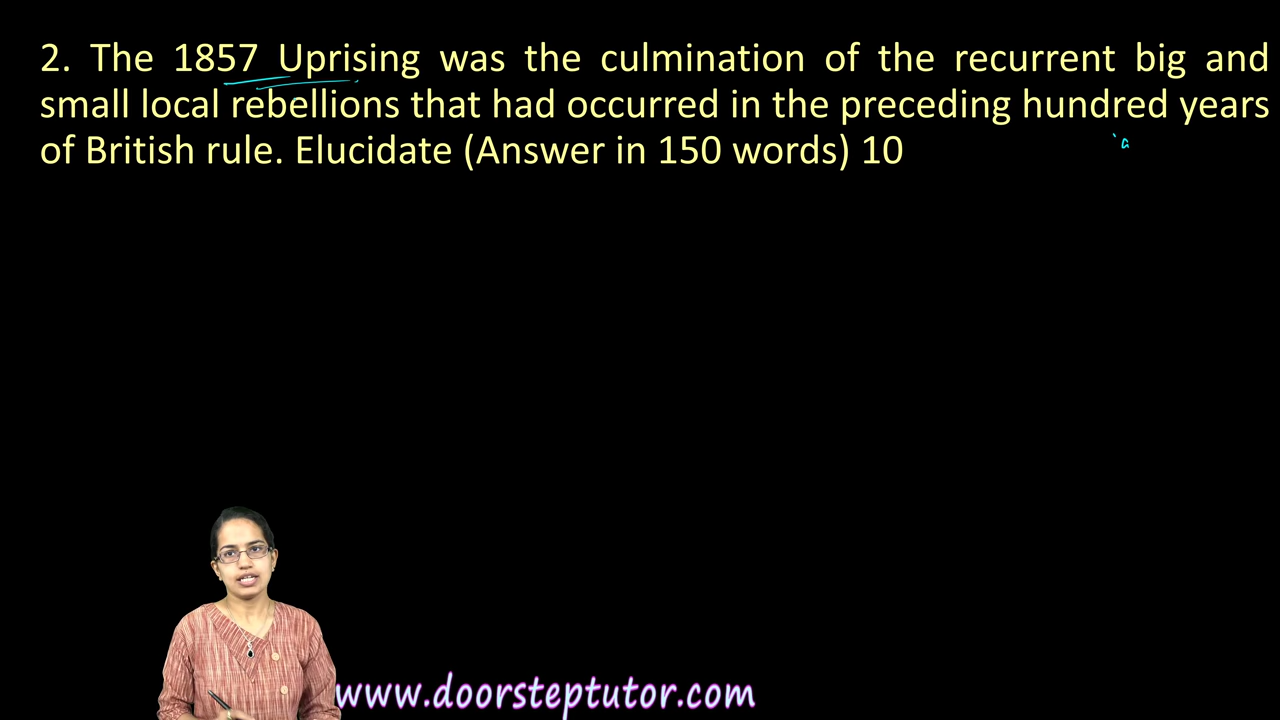 2. The 1857 Uprising was the culmination of the recurrent big and
small local rebellions that had occurred in the preceding hundred years
of British rule. Elucidate (Answer in 150 words) 10
www.doorsteptutor.com